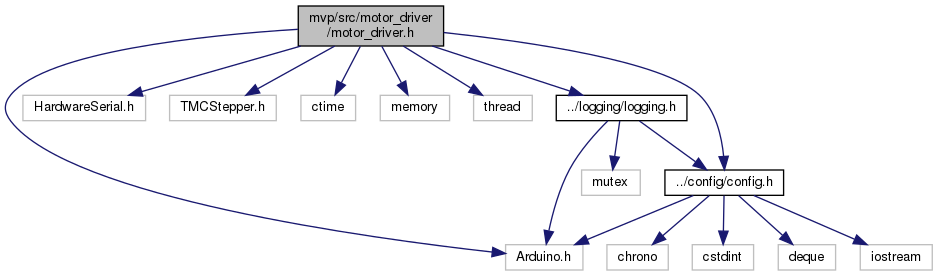 mvp/src/motor_driver
/motor_driver.h
HardwareSerial.h
TMCStepper.h
ctime
memory
thread
../logging/logging.h
mutex
../config/config.h
Arduino.h
chrono
cstdint
deque
iostream